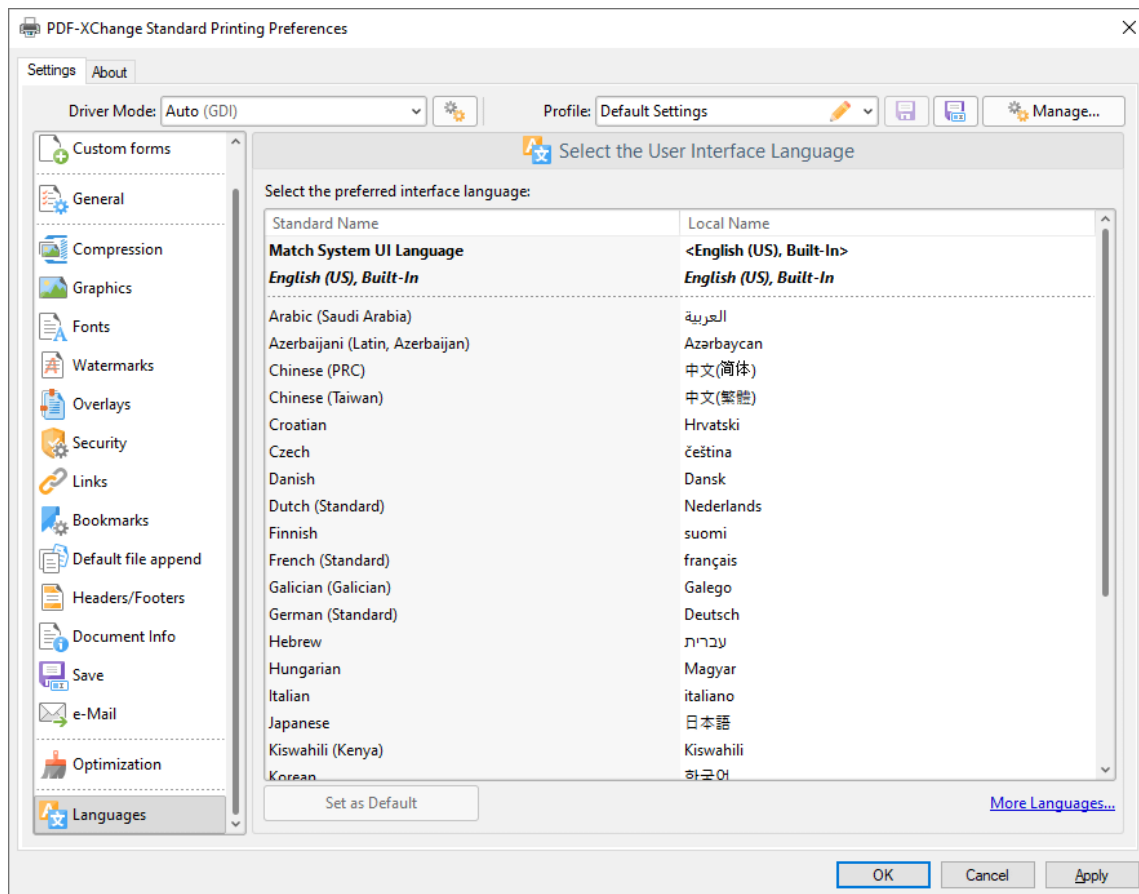 PDF-XChange Standard Printing Preferences
Settings About
Driver Mode: Auto (GDI) Profile: Default Settings Manage...
Custom forms
General
Compression
Graphics
Fonts
Watermarks
Overlays
Security
Links
Bookmarks
Default file append
Headers/Footers
Document Info
Save
e-Mail
Optimization
Languages
Select the User Interface Language
Select the preferred interface language:
Standard Name Local Name
Match System UI Language <English (US), Built-In>
English (US), Built-In English (US), Built-In
Arabic (Saudi Arabia) العربية
Azerbaijani (Latin, Azerbaijan) Azərbaycan
Chinese (PRC) 中文(简体)
Chinese (Taiwan) 中文(繁體)
Croatian Hrvatski
Czech čeština
Danish Dansk
Dutch (Standard) Nederlands
Finnish suomi
French (Standard) français
Galician (Galician) Galego
German (Standard) Deutsch
Hebrew עברית
Hungarian Magyar
Italian italiano
Japanese 日本語
Kiswahili (Kenya) Kiswahili
Korean 한국어
Set as Default More Languages...
OK Cancel Apply